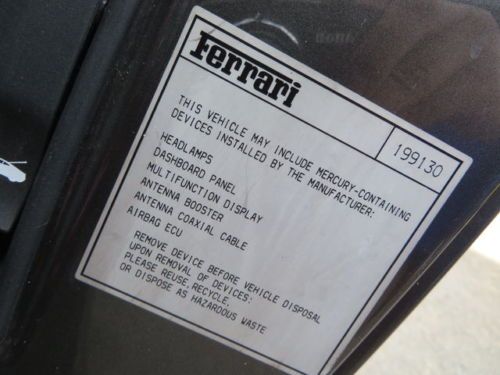 Ferrari
199130
THIS VEHICLE MAY INCLUDE MERCURY-CONTAINING
DEVICES INSTALLED BY THE MANUFACTURER:
HEADLAMPS
DASHBOARD PANEL
MULTIFUNCTION DISPLAY
ANTENNA BOOSTER
ANTENNA COAXIAL CABLE
AIRBAG ECU
REMOVE DEVICE BEFORE VEHICLE DISPOSAL
UPON REMOVAL OF DEVICES:
PLEASE REUSE,RECYCLE,
OR DISPOSE AS HAZARDOUS WASTE